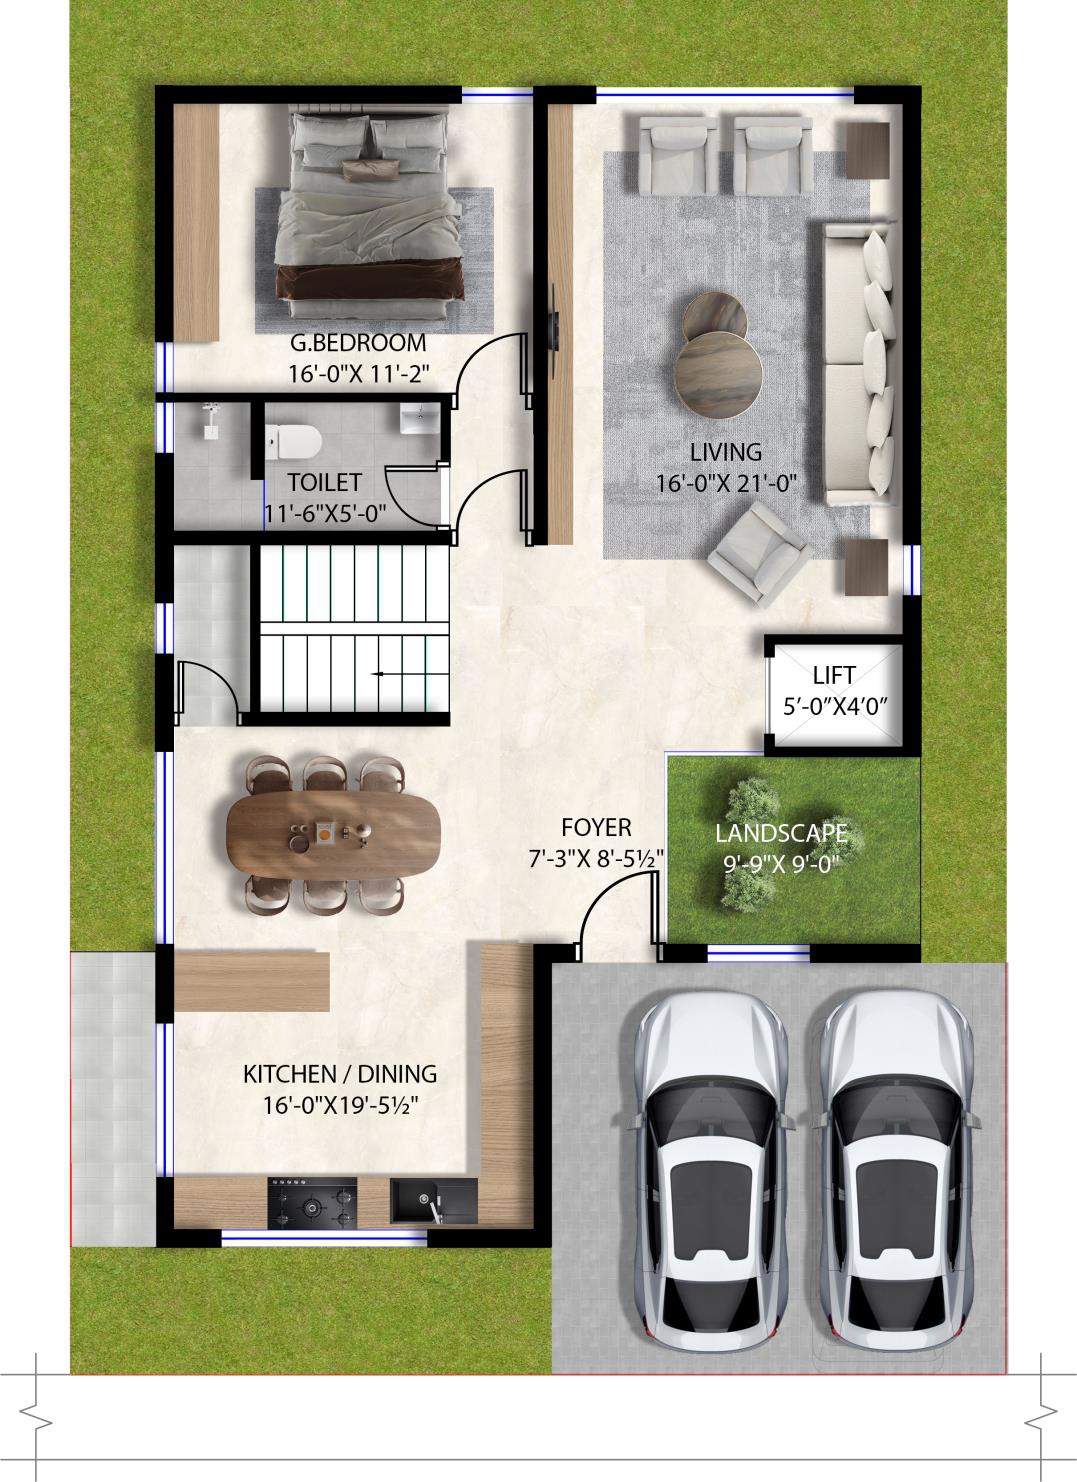 G.BEDROOM
16'-0"X 11'-2"
LIVING
16'-0"X 21'-0"
TOILET
11'-6"X5'-0"
LIFT
5'-0"X4'0"
FOYER
7'-3"X 8'-5½"
LANDSCAPE
9'-9"X 9'-0"
KITCHEN / DINING
16'-0"X19'-5½"